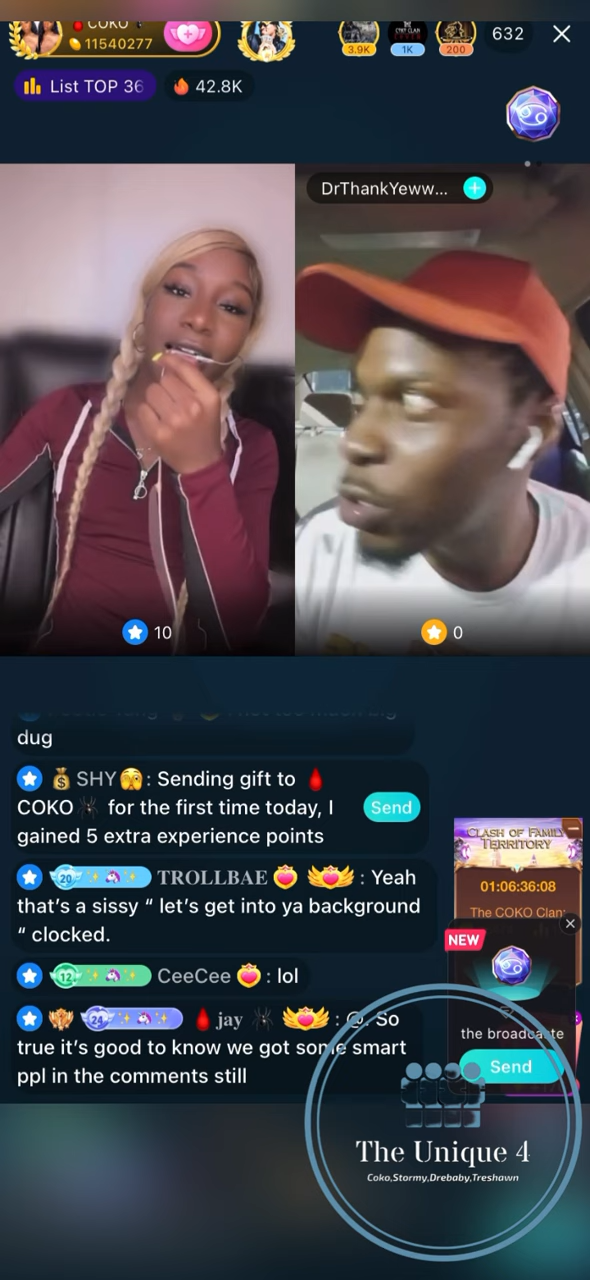 COKO
11540277
3.9K
1K
200
632
List TOP 36
42.8K
DrThankYeww...
10
0
dug
SHY : Sending gift to
COKO for the first time today, I
gained 5 extra experience points
Send
20 TROLLBAE : Yeah
that's a sissy “ let's get into ya background
“ clocked.
12 CeeCee : lol
24 jay : @. So
true it's good to know we got some smart
ppl in the comments still
CLASH OF FAMILY
TERRITORY
01:06:36:08
The COKO Clan:
NEW
the broadcaste
Send
The Unique 4
Coko,Stormy,Drebaby,Treshawn